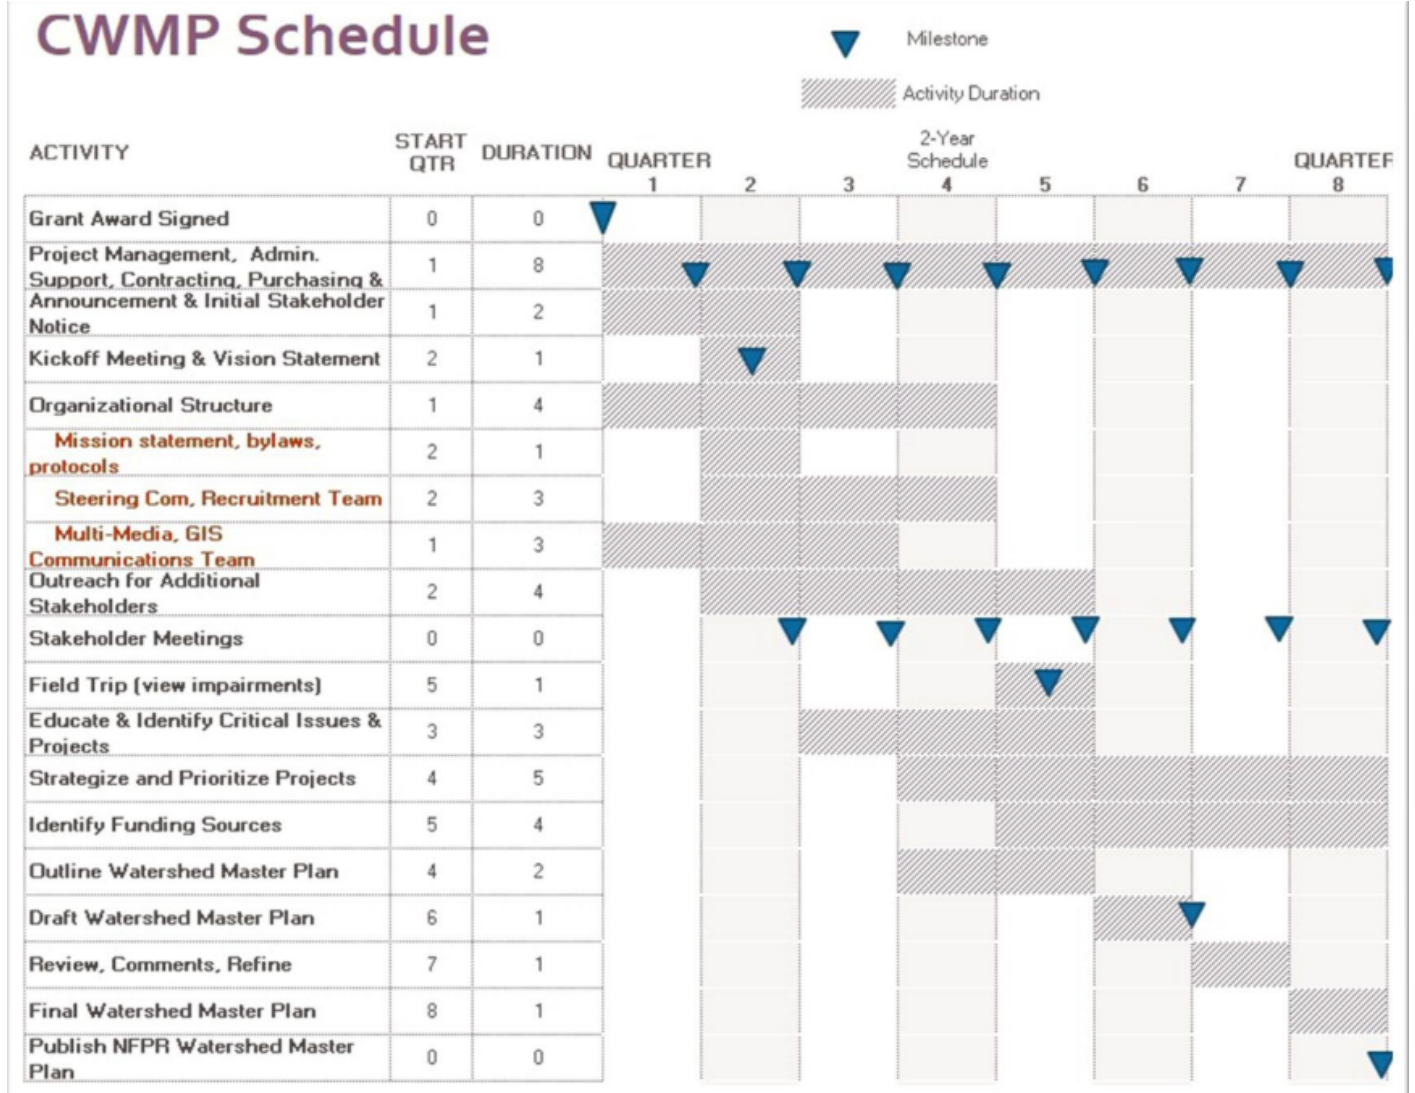 CWMP Schedule
Milestone
Activity Duration
ACTIVITY
START
QTR
DURATION
QUARTER
2-Year
Schedule
QUARTER
1 2 3 4 5 6 7 8
Grant Award Signed 0 0
Project Management, Admin.
Support, Contracting, Purchasing &
1 8
Announcement & Initial Stakeholder
Notice
1 2
Kickoff Meeting & Vision Statement 2 1
Organizational Structure 1 4
Mission statement, bylaws,
protocols
2 1
Steering Com, Recruitment Team 2 3
Multi-Media, GIS
Communications Team
1 3
Outreach for Additional
Stakeholders
2 4
Stakeholder Meetings 0 0
Field Trip (view impairments) 5 1
Educate & Identify Critical Issues &
Projects
3 3
Strategize and Prioritize Projects 4 5
Identify Funding Sources 5 4
Outline Watershed Master Plan 4 2
Draft Watershed Master Plan 6 1
Review, Comments, Refine 7 1
Final Watershed Master Plan 8 1
Publish NFPR Watershed Master
Plan
0 0